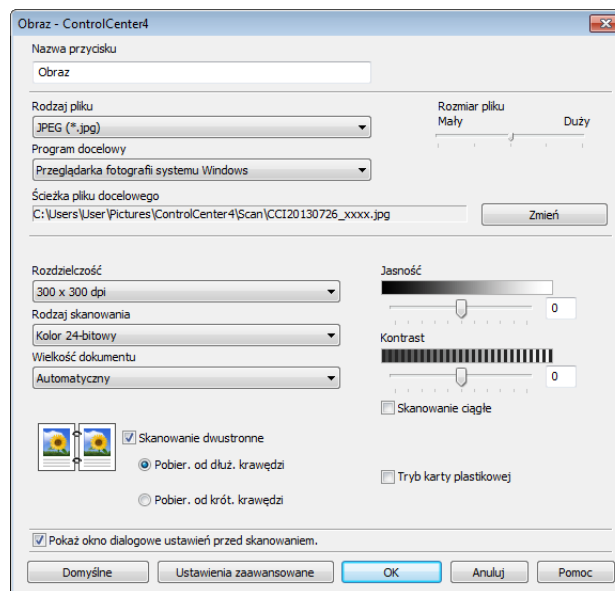 Obraz - ControlCenter4
Nazwa przycisku
Obraz
Rodzaj pliku
JPEG (*.jpg)
Rozmiar pliku
Mały Duży
Program docelowy
Przeglądarka fotografii systemu Windows
Ścieżka pliku docelowego
C:\Users\User\Pictures\ControlCenter4\Scan\CCI20130726_xxxx.jpg
Zmień
Rozdzielczość
300 x 300 dpi
Rodzaj skanowania
Kolor 24-bitowy
Wielkość dokumentu
Automatyczny
Jasność
0
Kontrast
0
Skanowanie ciągłe
Skanowanie dwustronne
Pobier. od dłuż. krawędzi
Pobier. od krót. krawędzi
Tryb karty plastikowej
Pokaż okno dialogowe ustawień przed skanowaniem.
Domyślne Ustawienia zaawansowane OK Anuluj Pomoc